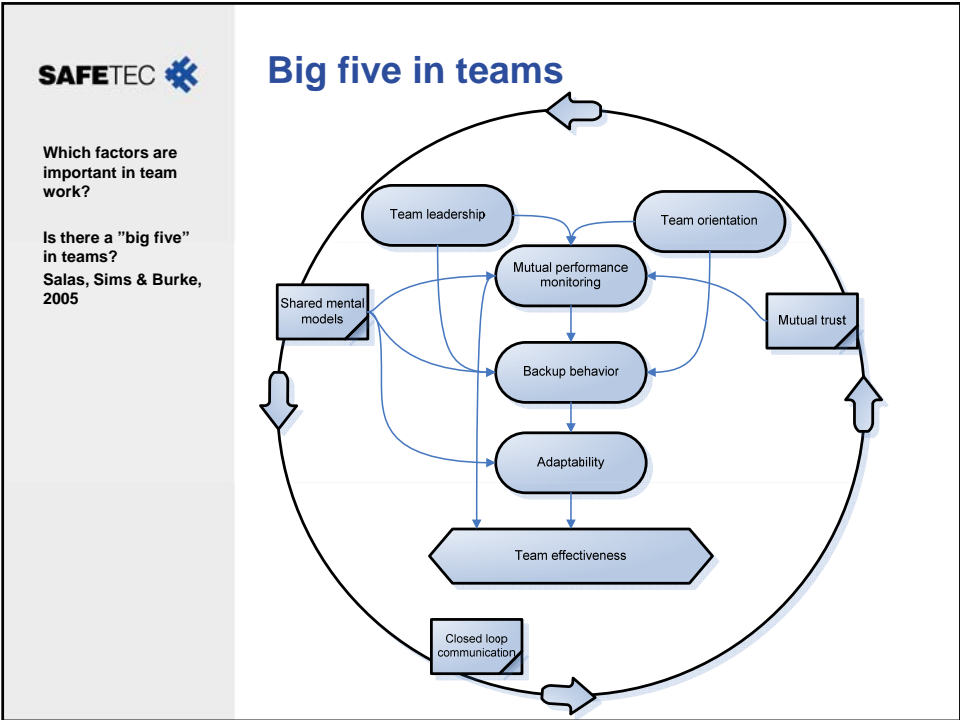 SAFETEC
Big five in teams
Which factors are
important in team
work?
Is there a ”big five”
in teams?
Salas, Sims & Burke,
2005
Team leadership
Team orientation
Mutual performance
monitoring
Shared mental
models
Mutual trust
Backup behavior
Adaptability
Team effectiveness
Closed loop
communication